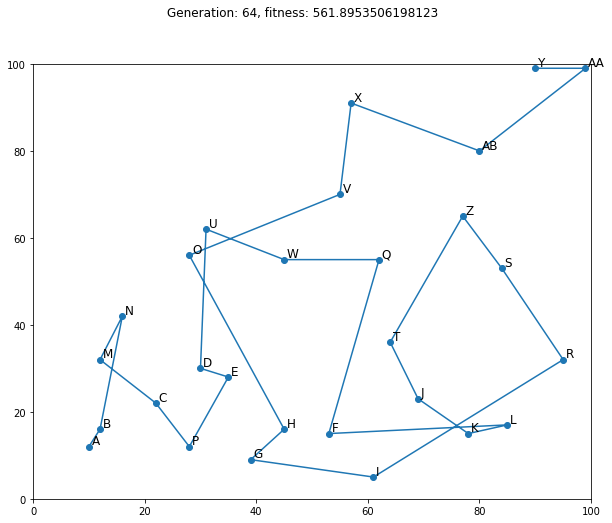 Generation: 64, fitness: 561.8953506198123
100
Y
AA
X
80
AB
V
Z
U
60
O
W
Q
S
N
40
T
M
R
D
E
20
C
J
B
H
F
K
L
A
P
G
I
0
0
20
40
60
80
100